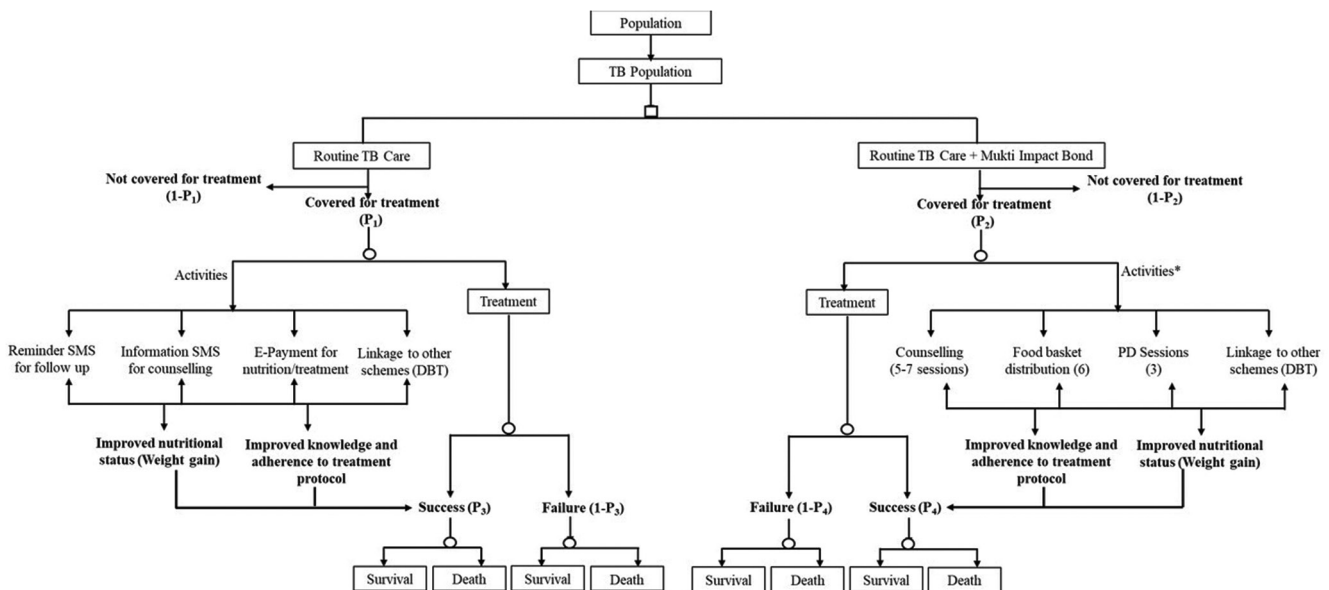 Population
TB Population
Routine TB Care
Routine TB Care + Mukti Impact Bond
Not covered for treatment
(1-P₁)
Covered for treatment
(P₁)
Not covered for treatment
(1-P₂)
Covered for treatment
(P₂)
Activities
Treatment
Treatment
Activities*
Reminder SMS
for follow up
Information SMS
for counselling
E-Payment for
nutrition/treatment
Linkage to other
schemes (DBT)
Counselling
(5-7 sessions)
Food basket
distribution (6)
PD Sessions
(3)
Linkage to other
schemes (DBT)
Improved nutritional
status (Weight gain)
Improved knowledge and
adherence to treatment
protocol
Improved knowledge and
adherence to treatment
protocol
Improved nutritional
status (Weight gain)
Success (P₃)
Failure (1-P₃)
Failure (1-P₄)
Success (P₄)
Survival
Death
Survival
Death
Survival
Death
Survival
Death